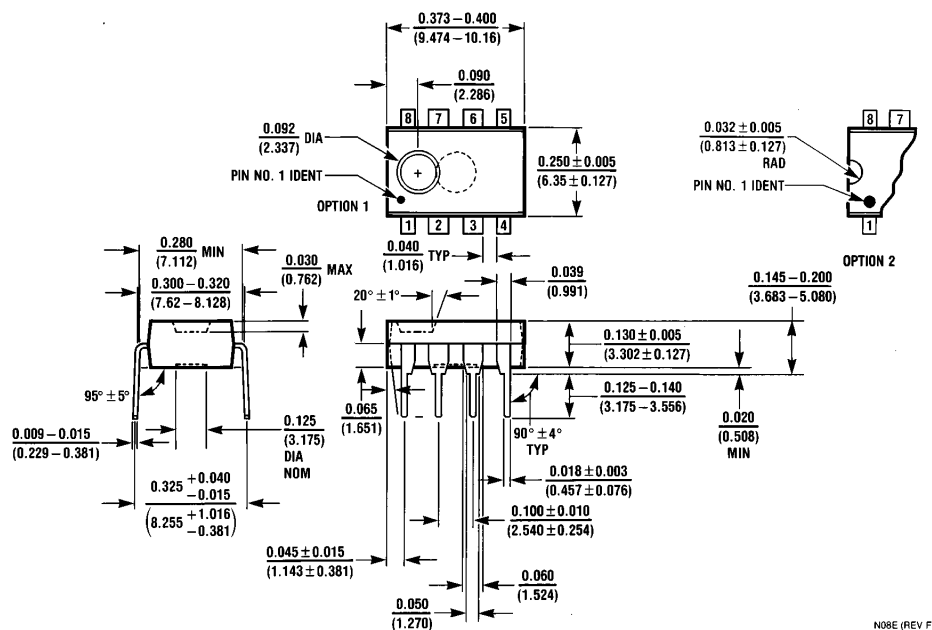 0.373–0.400
(9.474–10.16)
0.090
(2.286)
8 7 6 5
0.092 DIA
(2.337)
PIN NO. 1 IDENT
OPTION 1
1 2 3 4
0.250 ± 0.005
(6.35 ± 0.127)
8 7
0.032 ± 0.005
(0.813 ± 0.127)
RAD
PIN NO. 1 IDENT
1
OPTION 2
0.280 MIN
(7.112)
0.300–0.320
(7.62–8.128)
0.030 MAX
(0.762)
0.040 TYP
(1.016)
0.039
(0.991)
20° ± 1°
0.145–0.200
(3.683–5.080)
0.130 ± 0.005
(3.302 ± 0.127)
95° ± 5°
0.065
(1.651)
0.125–0.140
(3.175–3.556)
0.020
(0.508)
MIN
90° ± 4°
TYP
0.009–0.015
(0.229–0.381)
0.125
(3.175)
DIA
NOM
0.018 ± 0.003
(0.457 ± 0.076)
0.325 +0.040
-0.015
(8.255 +1.016
-0.381)
0.100 ± 0.010
(2.540 ± 0.254)
0.045 ± 0.015
(1.143 ± 0.381)
0.060
(1.524)
0.050
(1.270)
N08E (REV F